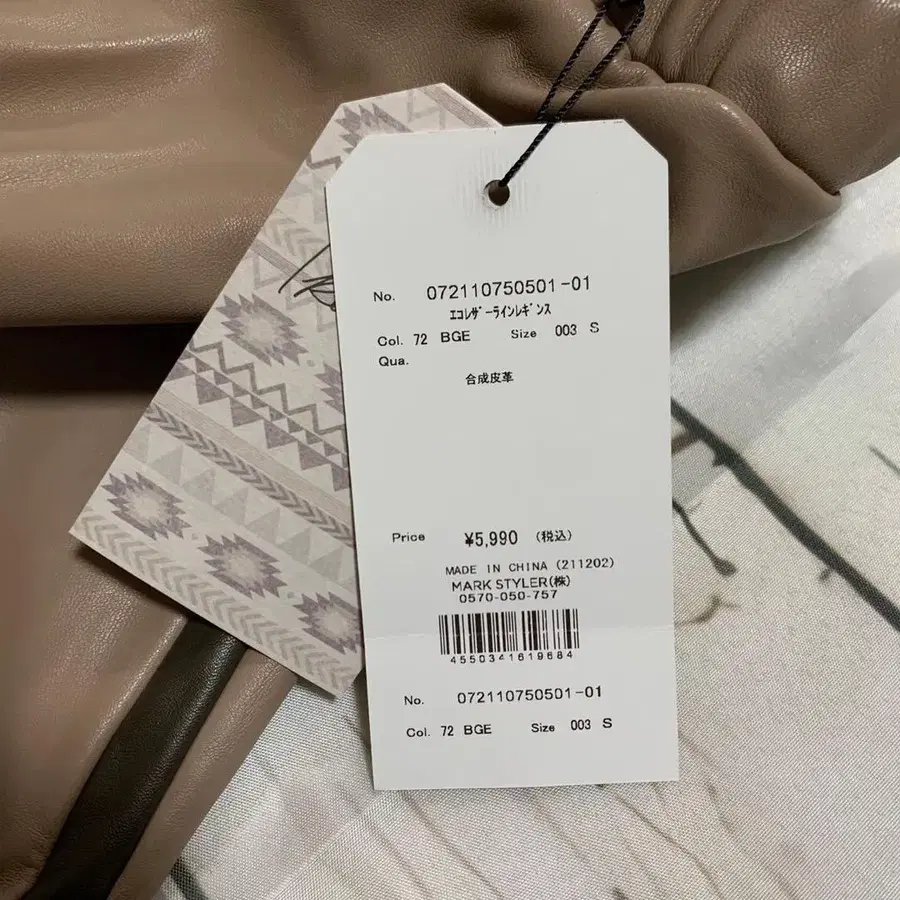 No. 072110750501-01
ｴｺﾚｻﾞｰﾗｲﾝﾚｷﾞﾝｽ
Col. 72 BGE Size 003 S
Qua.
合成皮革
Price ¥5,990 (税込)
MADE IN CHINA (211202)
MARK STYLER(株)
0570-050-757
4550341619684
No. 072110750501-01
Col. 72 BGE Size 003 S